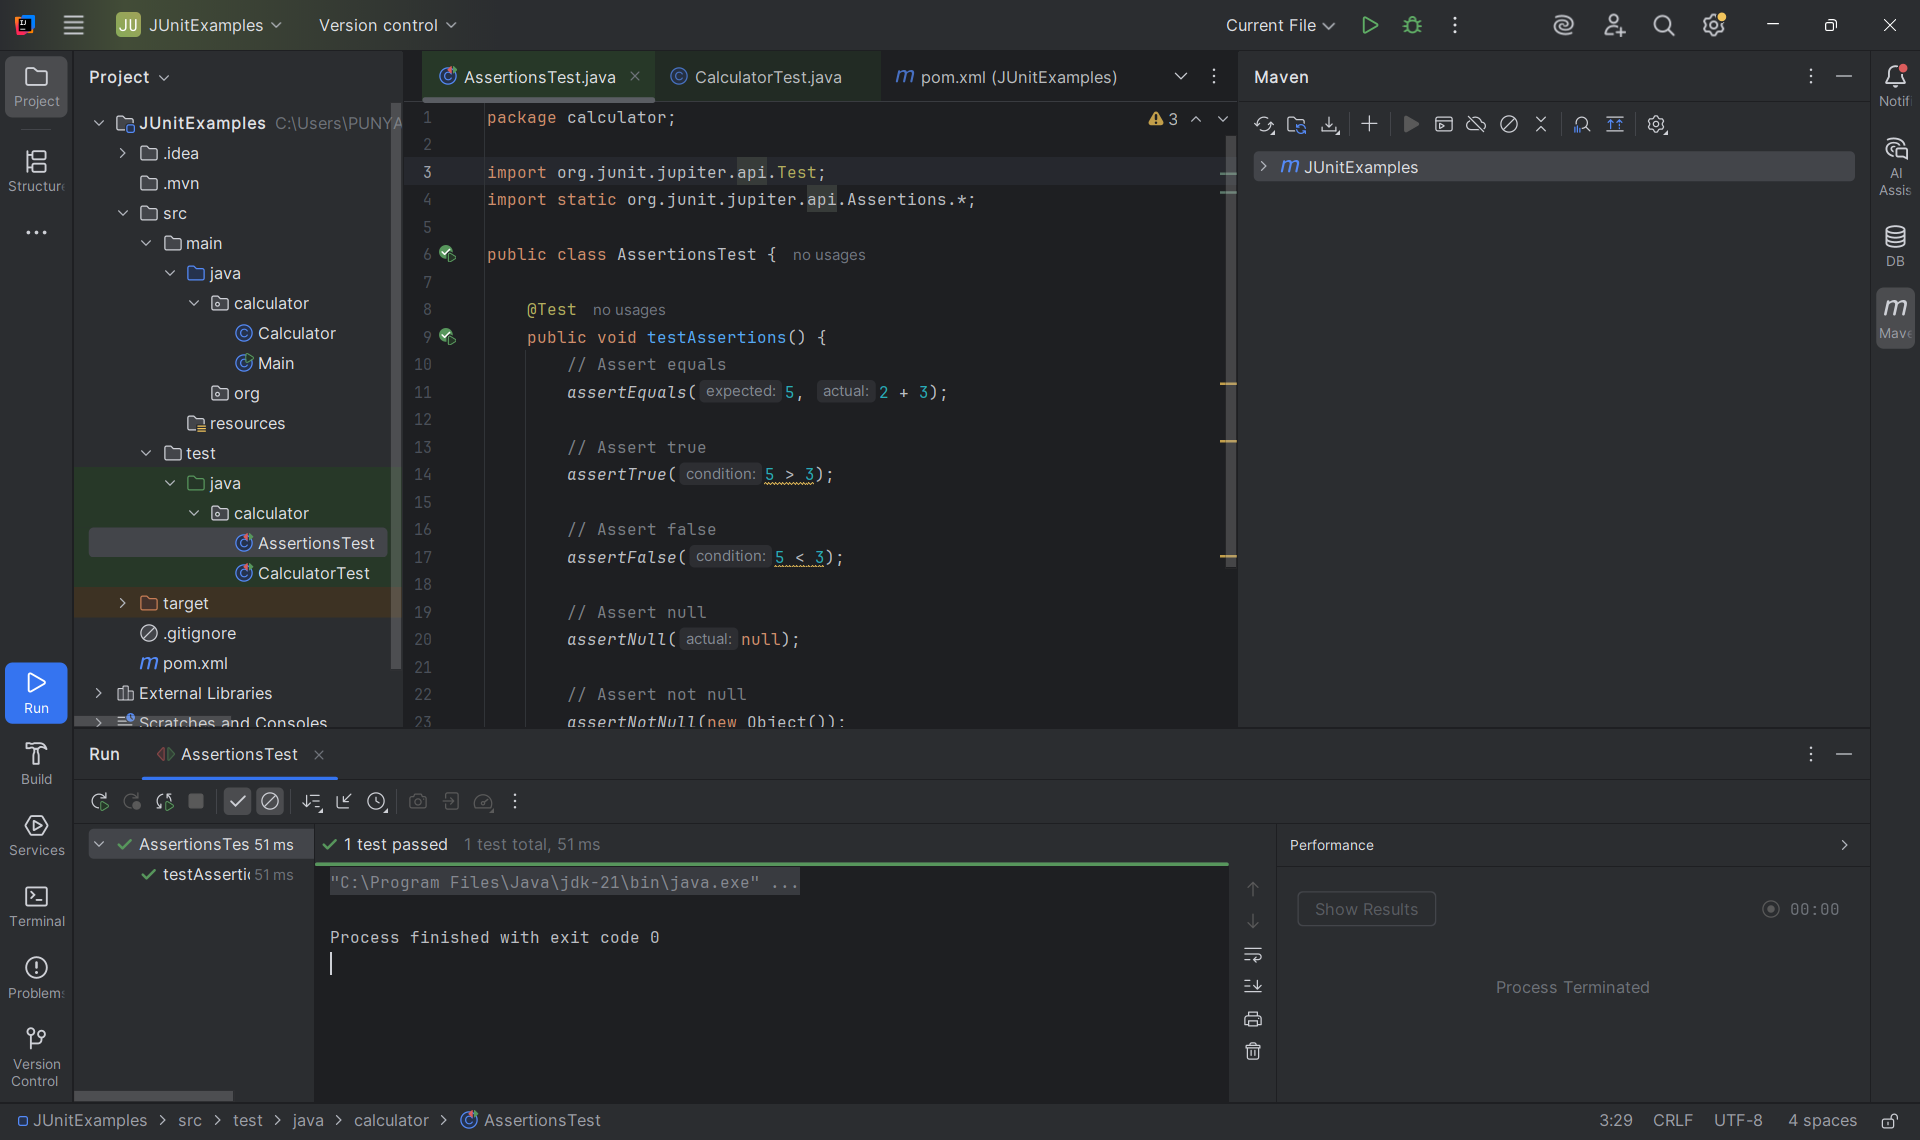 JU JUnitExamples Version control Current File
Project
JUnitExamples C:\Users\PUNYA
.idea
.mvn
src
main
java
calculator
Calculator
Main
org
resources
test
java
calculator
AssertionsTest
CalculatorTest
target
.gitignore
pom.xml
External Libraries
Scratches and Consoles
Project
Structure
Run
Build
Services
Terminal
Problems
Version
Control
AssertionsTest.java CalculatorTest.java pom.xml (JUnitExamples)
3
1 package calculator;
2
3 import org.junit.jupiter.api.Test;
4 import static org.junit.jupiter.api.Assertions.*;
5
6 public class AssertionsTest { no usages
7
8 @Test no usages
9 public void testAssertions() {
10 // Assert equals
11 assertEquals( expected: 5, actual: 2 + 3);
12
13 // Assert true
14 assertTrue( condition: 5 > 3);
15
16 // Assert false
17 assertFalse( condition: 5 < 3);
18
19 // Assert null
20 assertNull( actual: null);
21
22 // Assert not null
23 assertNotNull(new Object());
Maven
JUnitExamples
Notifi
AI
Assis
DB
Mave
Run AssertionsTest
AssertionsTes 51 ms
testAssertic 51 ms
1 test passed 1 test total, 51 ms
"C:\Program Files\Java\jdk-21\bin\java.exe" ...
Process finished with exit code 0
Performance
Show Results 00:00
Process Terminated
JUnitExamples > src > test > java > calculator > AssertionsTest
3:29 CRLF UTF-8 4 spaces